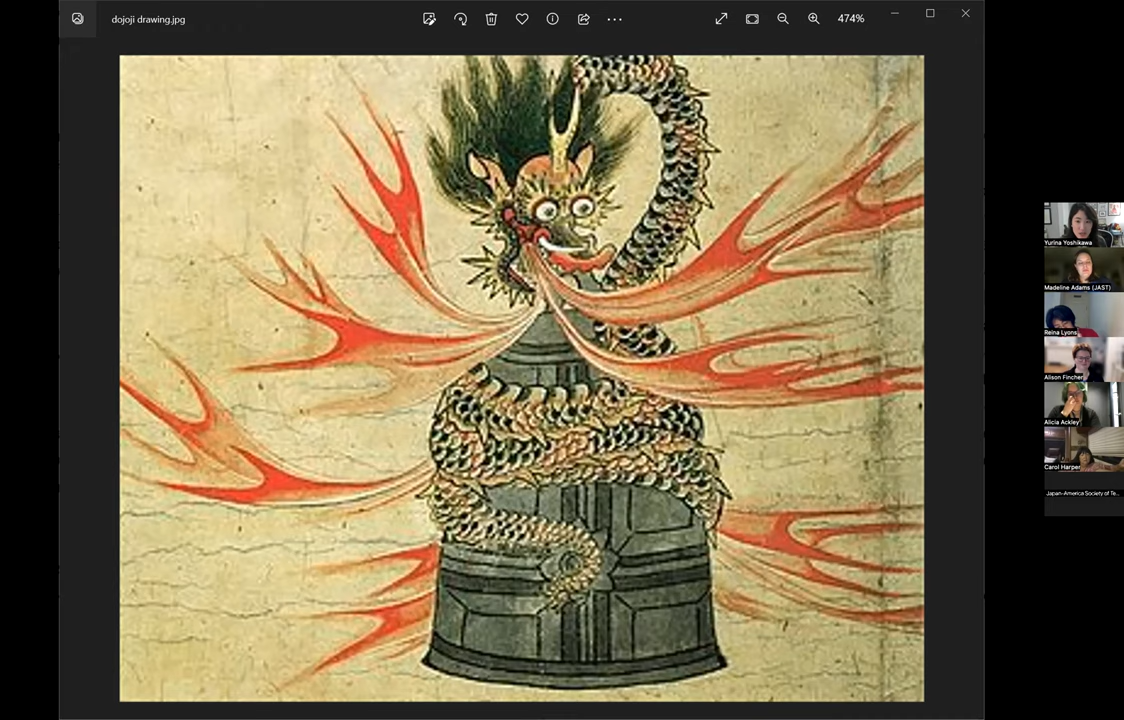 dojoji drawing.jpg
474%
Yurina Yoshikawa
Madeline Adams (JAST)
Reina Lyons
Alison Fincher
Alicia Ackley
Carol Harper
Japan-America Society of Te...